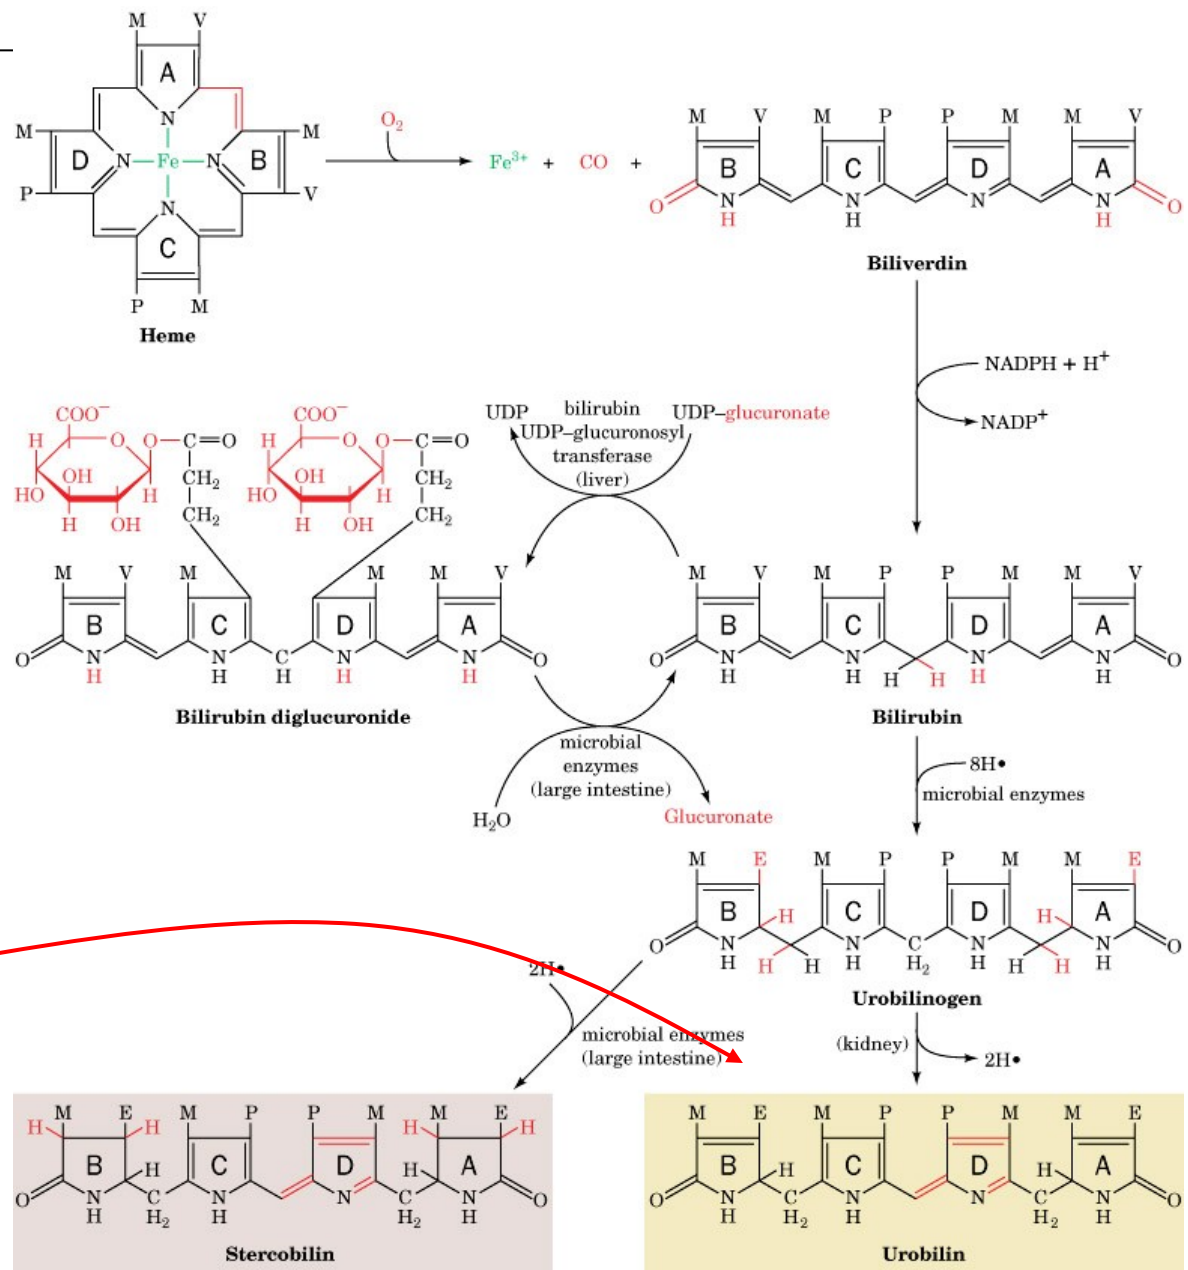 M V
A
N
M D N Fe N B M
P V
N
C
P M
Heme
O₂
Fe³⁺ + CO +
M V M P P M M V
B C D A
O N N N N O
H H H
Biliverdin
NADPH + H⁺
NADP⁺
COO⁻ COO⁻
H O O C=O H O O C=O
OH H CH₂ OH H CH₂
HO HO
H OH CH₂ H OH CH₂
UDP bilirubin UDP–glucuronate
UDP–glucuronosyl
transferase
(liver)
M V M M M V
B C D A
O N N C N N O
H H H H H
Bilirubin diglucuronide
M V M P P M M V
B C D A
O N N N N O
H H H H H H
Bilirubin
microbial
enzymes
(large intestine)
H₂O
Glucuronate
8H•
microbial enzymes
M E M P P M M E
B C D A
H H
O N N C N N O
H H H H H₂ H H H H
Urobilinogen
2H•
microbial enzymes
(large intestine)
(kidney)
2H•
M E M P P M M E
H H H H
B C D A
H H
O N C N N C N O
H H₂ H H₂ H
Stercobilin
M E M P P M M E
B C D A
H H
O N C N N C N O
H H₂ H H₂ H
Urobilin